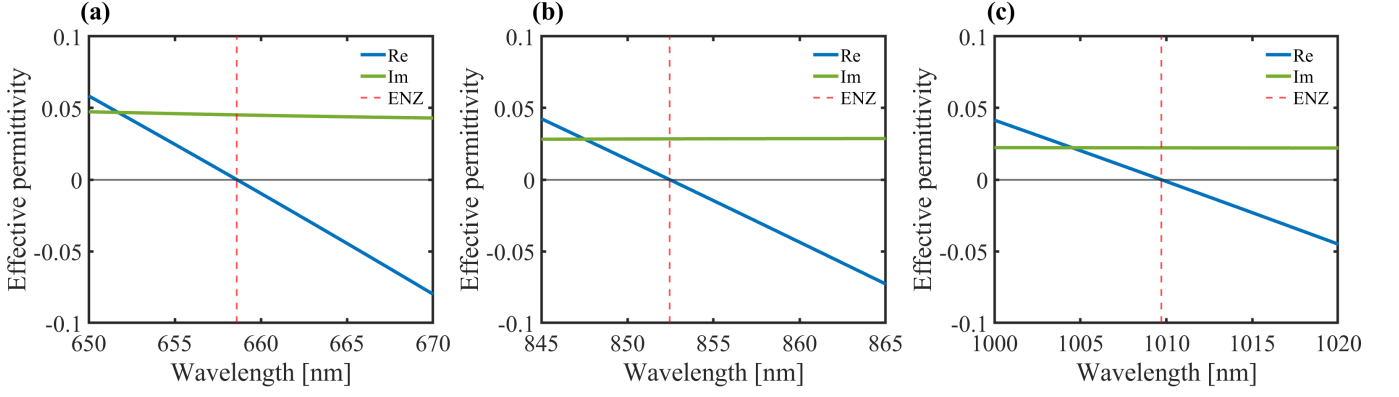 (a)
0.1
0.05
0
-0.05
-0.1
Effective permittivity
Re
Im
ENZ
650
655
660
665
670
Wavelength [nm]
(b)
0.1
0.05
0
-0.05
-0.1
Effective permittivity
Re
Im
ENZ
845
850
855
860
865
Wavelength [nm]
(c)
0.1
0.05
0
-0.05
-0.1
Effective permittivity
Re
Im
ENZ
1000
1005
1010
1015
1020
Wavelength [nm]